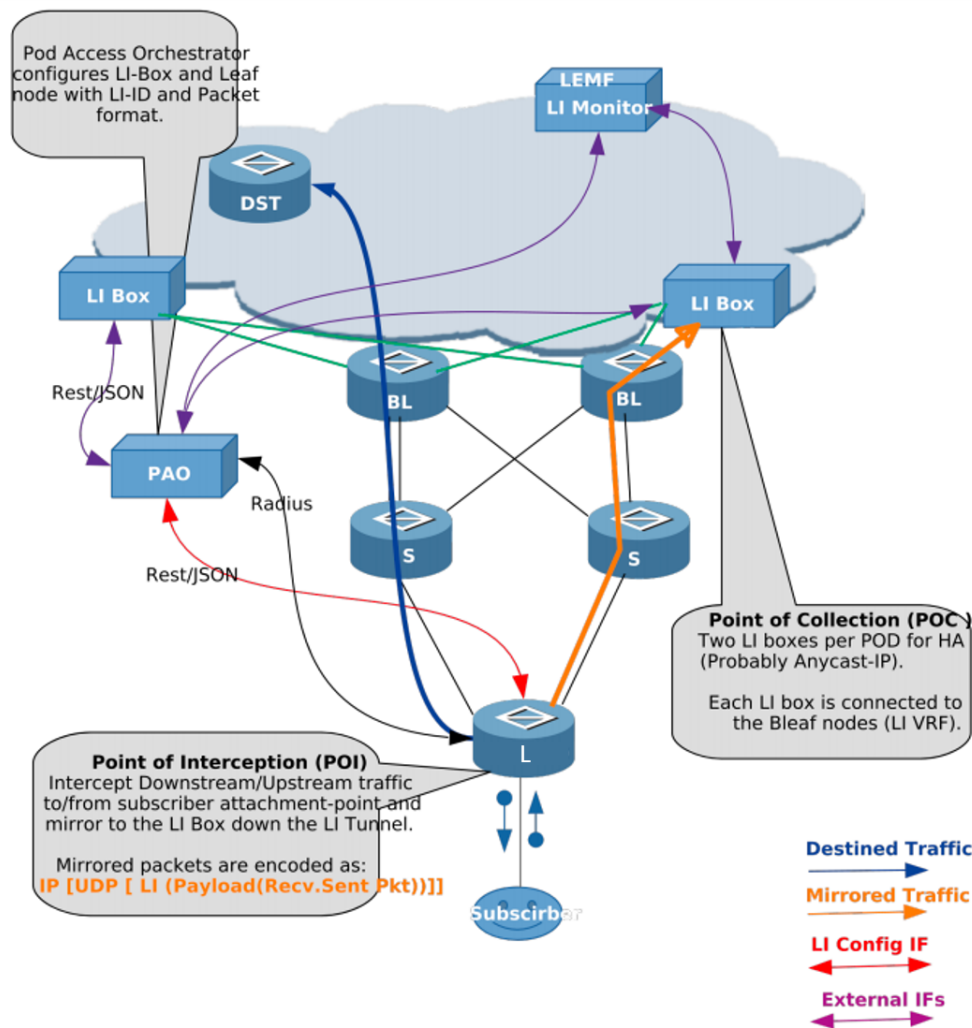 Pod Access Orchestrator
configures LI-Box and Leaf
node with LI-ID and Packet
format.
LEMF
LI Monitor
DST
LI Box
LI Box
BL
BL
Rest/JSON
PAO
Radius
S
S
Rest/JSON
Point of Collection (POC )
Two LI boxes per POD for HA
(Probably Anycast-IP).
Each LI box is connected to
the Bleaf nodes (LI VRF).
L
Point of Interception (POI)
Intercept Downstream/Upstream traffic
to/from subscriber attachment-point and
mirror to the LI Box down the LI Tunnel.
Mirrored packets are encoded as:
IP [UDP [ LI (Payload(Recv.Sent Pkt))]]
Subscirbar
Destined Traffic
Mirrored Traffic
LI Config IF
External IFs